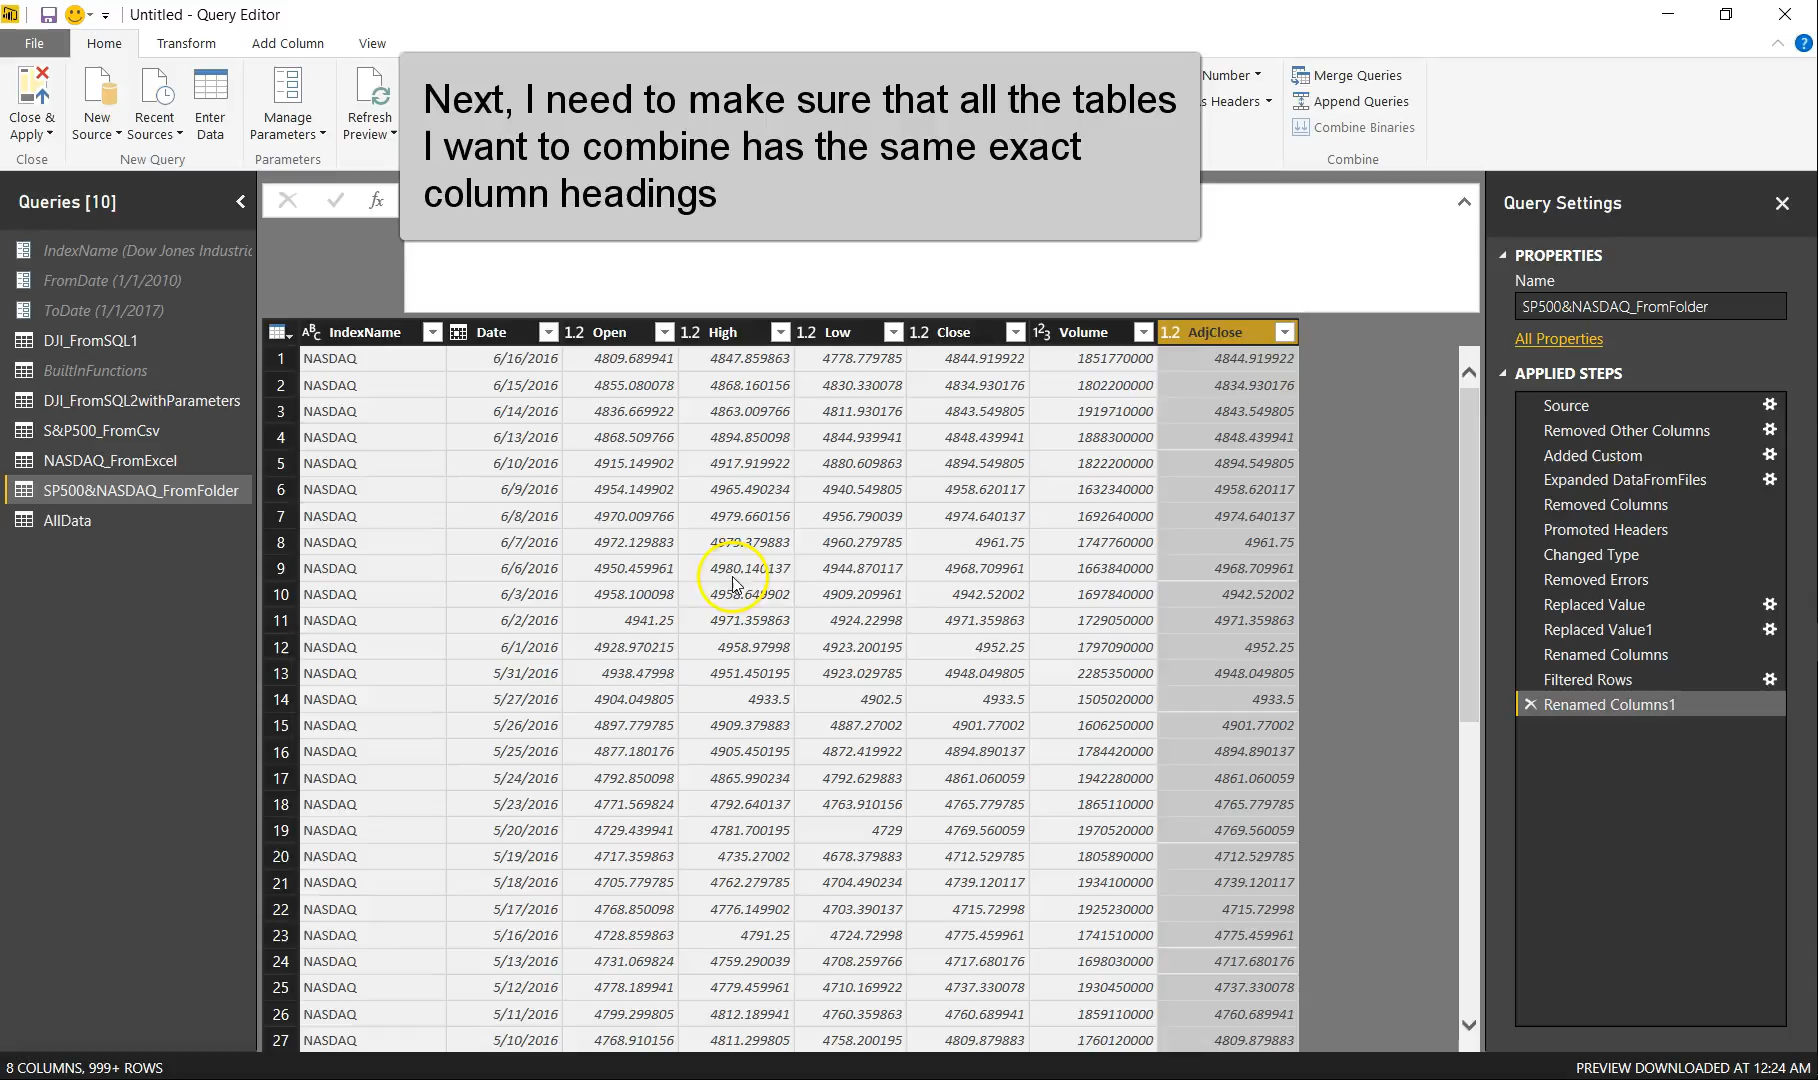 Untitled - Query Editor
File Home Transform Add Column View
Close & Apply
New Source
Recent Sources
Enter Data
Manage Parameters
Refresh Preview
Close New Query Parameters
Next, I need to make sure that all the tables
I want to combine has the same exact
column headings
Number
s Headers
Merge Queries
Append Queries
Combine Binaries
Combine
Queries [10]
IndexName (Dow Jones Industri
FromDate (1/1/2010)
ToDate (1/1/2017)
DJI_FromSQL1
BuiltInFunctions
DJI_FromSQL2withParameters
S&P500_FromCsv
NASDAQ_FromExcel
SP500&NASDAQ_FromFolder
AllData
fx
ABC IndexName Date 1.2 Open 1.2 High 1.2 Low 1.2 Close 123 Volume 1.2 AdjClose
1 NASDAQ 6/16/2016 4809.689941 4847.859863 4778.779785 4844.919922 1851770000 4844.919922
2 NASDAQ 6/15/2016 4855.080078 4868.160156 4830.330078 4834.930176 1802200000 4834.930176
3 NASDAQ 6/14/2016 4836.669922 4863.009766 4811.930176 4843.549805 1919710000 4843.549805
4 NASDAQ 6/13/2016 4868.509766 4894.850098 4844.939941 4848.439941 1888300000 4848.439941
5 NASDAQ 6/10/2016 4915.149902 4917.919922 4880.609863 4894.549805 1822200000 4894.549805
6 NASDAQ 6/9/2016 4954.149902 4965.490234 4940.549805 4958.620117 1632340000 4958.620117
7 NASDAQ 6/8/2016 4970.009766 4979.660156 4956.790039 4974.640137 1692640000 4974.640137
8 NASDAQ 6/7/2016 4972.129883 4979.379883 4960.279785 4961.75 1747760000 4961.75
9 NASDAQ 6/6/2016 4950.459961 4980.140137 4944.870117 4968.709961 1663840000 4968.709961
10 NASDAQ 6/3/2016 4958.100098 4958.649902 4909.209961 4942.52002 1697840000 4942.52002
11 NASDAQ 6/2/2016 4941.25 4971.359863 4924.22998 4971.359863 1729050000 4971.359863
12 NASDAQ 6/1/2016 4928.970215 4958.97998 4923.200195 4952.25 1797090000 4952.25
13 NASDAQ 5/31/2016 4938.47998 4951.450195 4923.029785 4948.049805 2285350000 4948.049805
14 NASDAQ 5/27/2016 4904.049805 4933.5 4902.5 4933.5 1505020000 4933.5
15 NASDAQ 5/26/2016 4897.779785 4909.379883 4887.27002 4901.77002 1606250000 4901.77002
16 NASDAQ 5/25/2016 4877.180176 4905.450195 4872.419922 4894.890137 1784420000 4894.890137
17 NASDAQ 5/24/2016 4792.850098 4865.990234 4792.629883 4861.060059 1942280000 4861.060059
18 NASDAQ 5/23/2016 4771.569824 4792.640137 4763.910156 4765.779785 1865110000 4765.779785
19 NASDAQ 5/20/2016 4729.439941 4781.700195 4729 4769.560059 1970520000 4769.560059
20 NASDAQ 5/19/2016 4717.359863 4735.27002 4678.379883 4712.529785 1805890000 4712.529785
21 NASDAQ 5/18/2016 4705.779785 4762.279785 4704.490234 4739.120117 1934100000 4739.120117
22 NASDAQ 5/17/2016 4768.850098 4776.149902 4703.390137 4715.72998 1925230000 4715.72998
23 NASDAQ 5/16/2016 4728.859863 4791.25 4724.72998 4775.459961 1741510000 4775.459961
24 NASDAQ 5/13/2016 4731.069824 4759.290039 4708.259766 4717.680176 1698030000 4717.680176
25 NASDAQ 5/12/2016 4778.189941 4779.459961 4710.169922 4737.330078 1930450000 4737.330078
26 NASDAQ 5/11/2016 4799.299805 4812.189941 4760.359863 4760.689941 1859110000 4760.689941
27 NASDAQ 5/10/2016 4768.910156 4811.299805 4758.200195 4809.879883 1760120000 4809.879883
Query Settings
PROPERTIES
Name
SP500&NASDAQ_FromFolder
All Properties
APPLIED STEPS
Source
Removed Other Columns
Added Custom
Expanded DataFromFiles
Removed Columns
Promoted Headers
Changed Type
Removed Errors
Replaced Value
Replaced Value1
Renamed Columns
Filtered Rows
Renamed Columns1
8 COLUMNS, 999+ ROWS
PREVIEW DOWNLOADED AT 12:24 AM